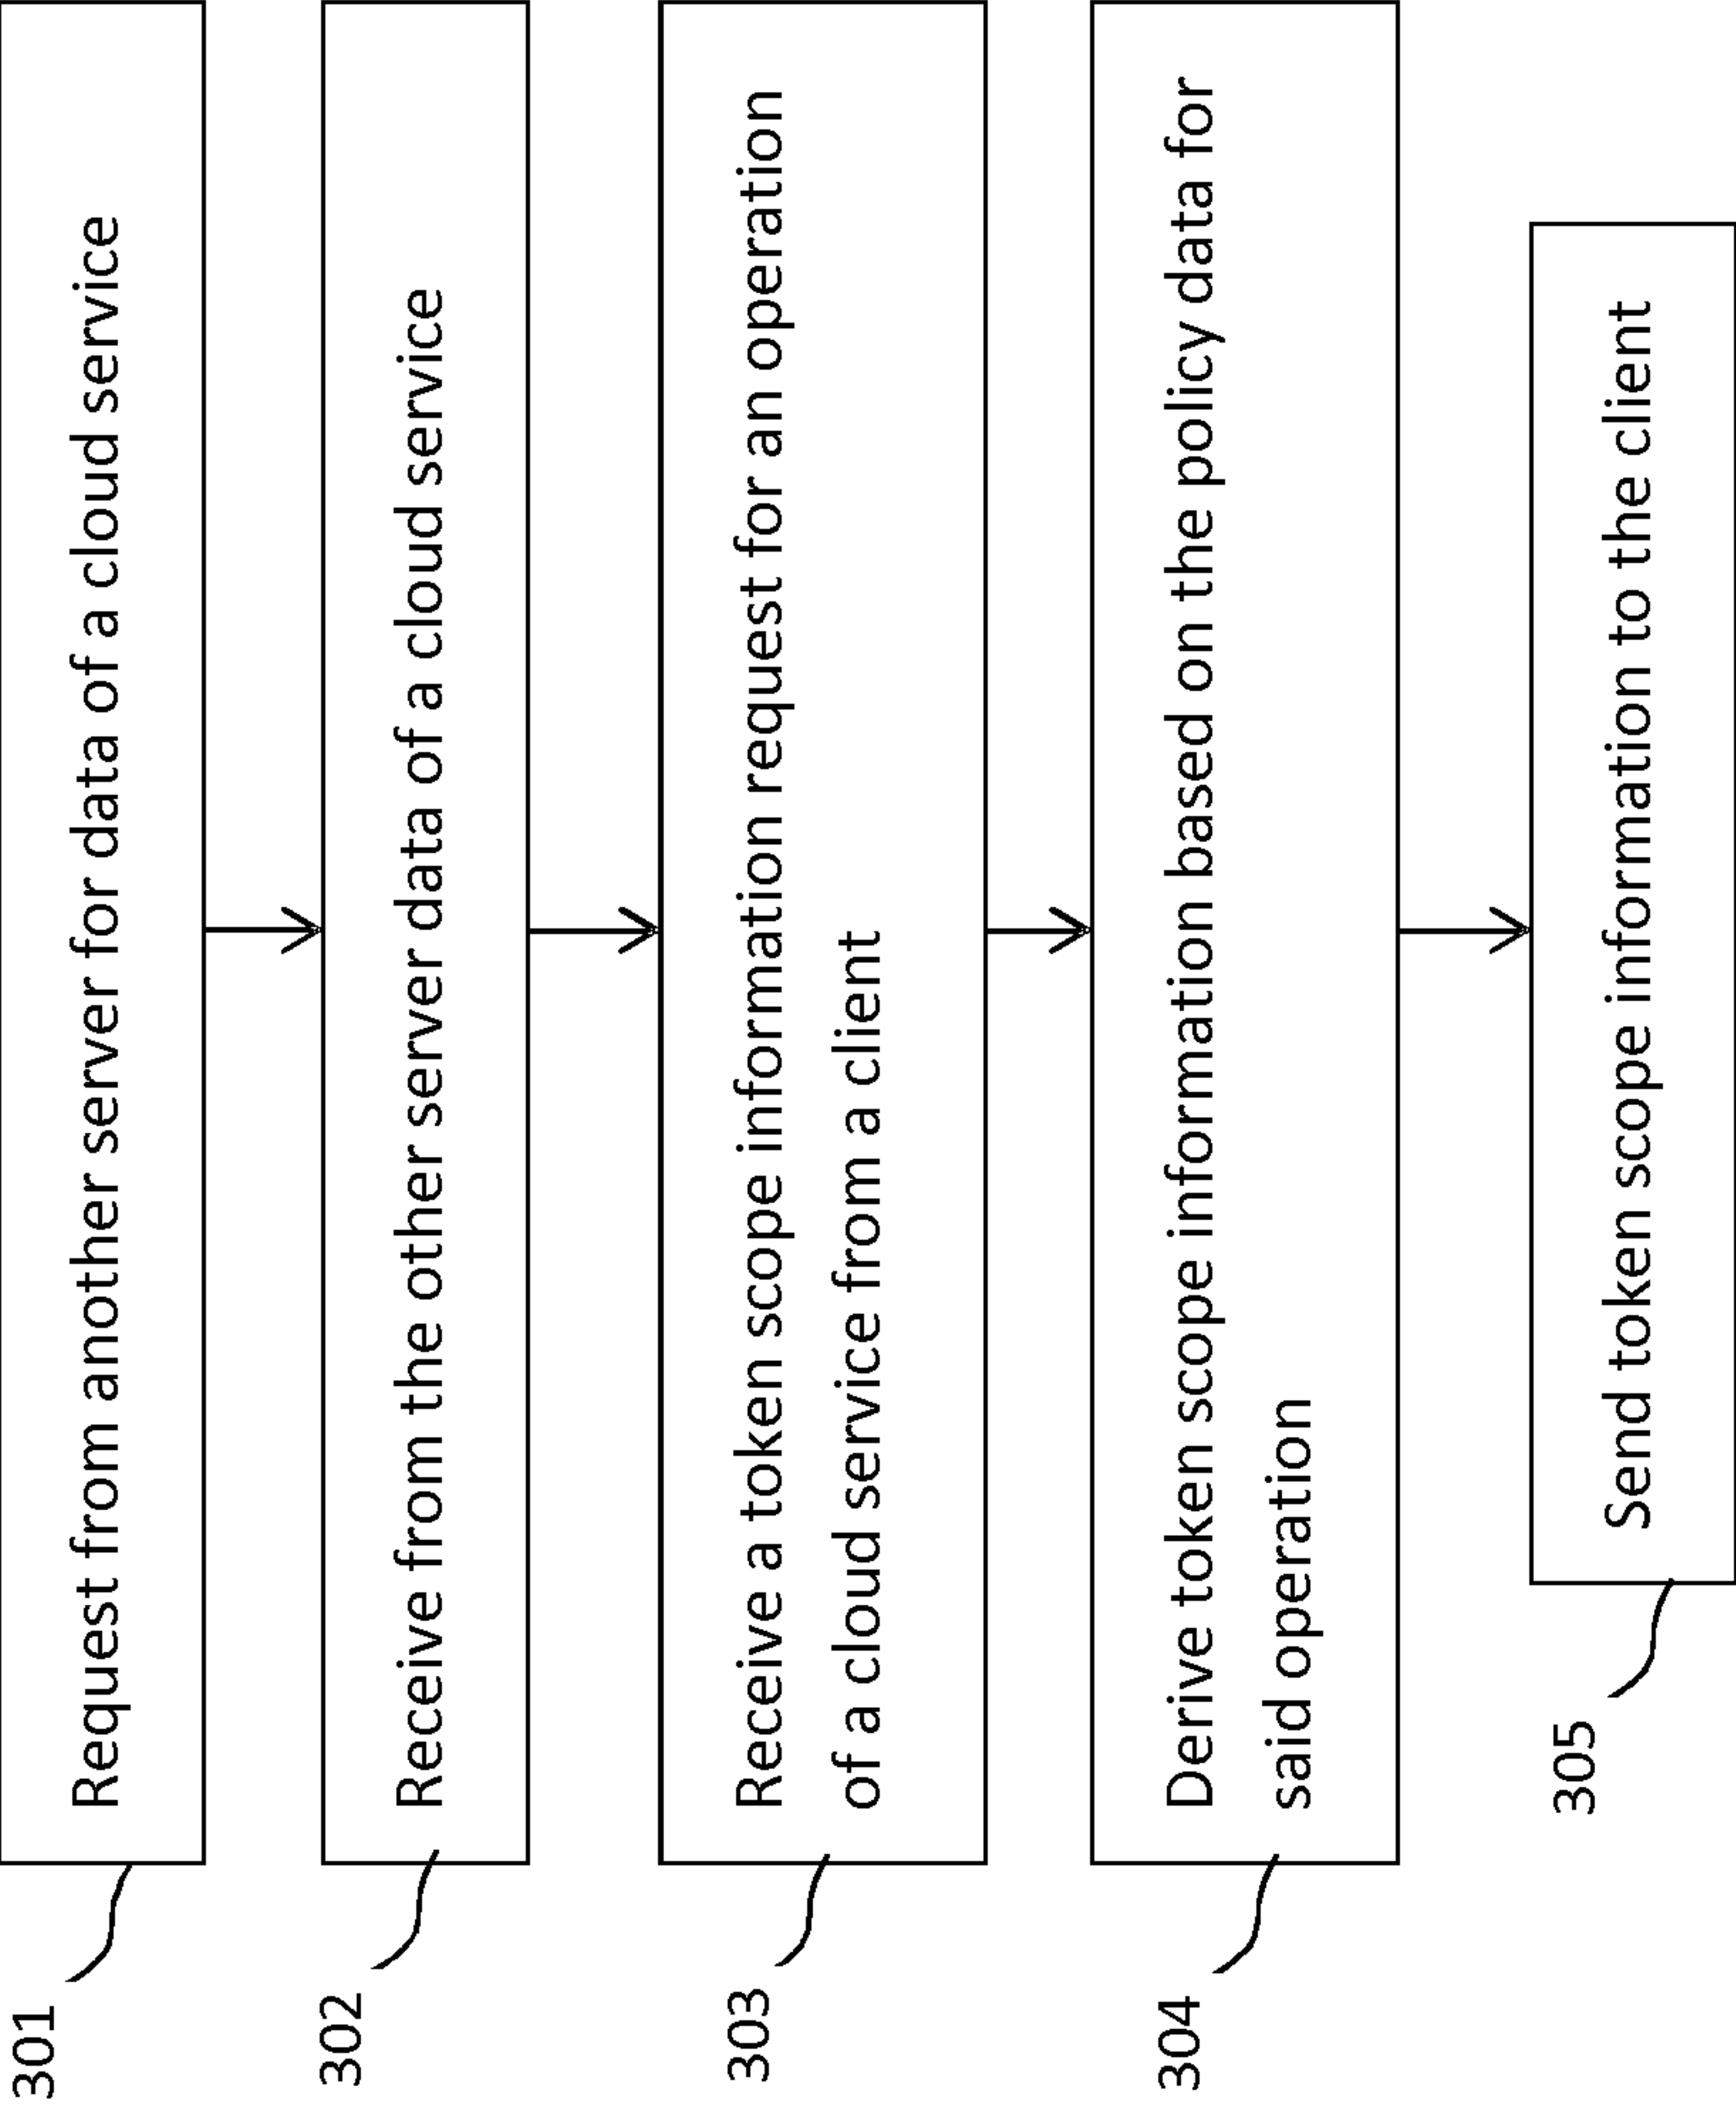 301
Request from another server for data of a cloud service
302
Receive from the other server data of a cloud service
303
Receive a token scope information request for an operation
of a cloud service from a client
304
Derive token scope information based on the policy data for
said operation
305
Send token scope information to the client